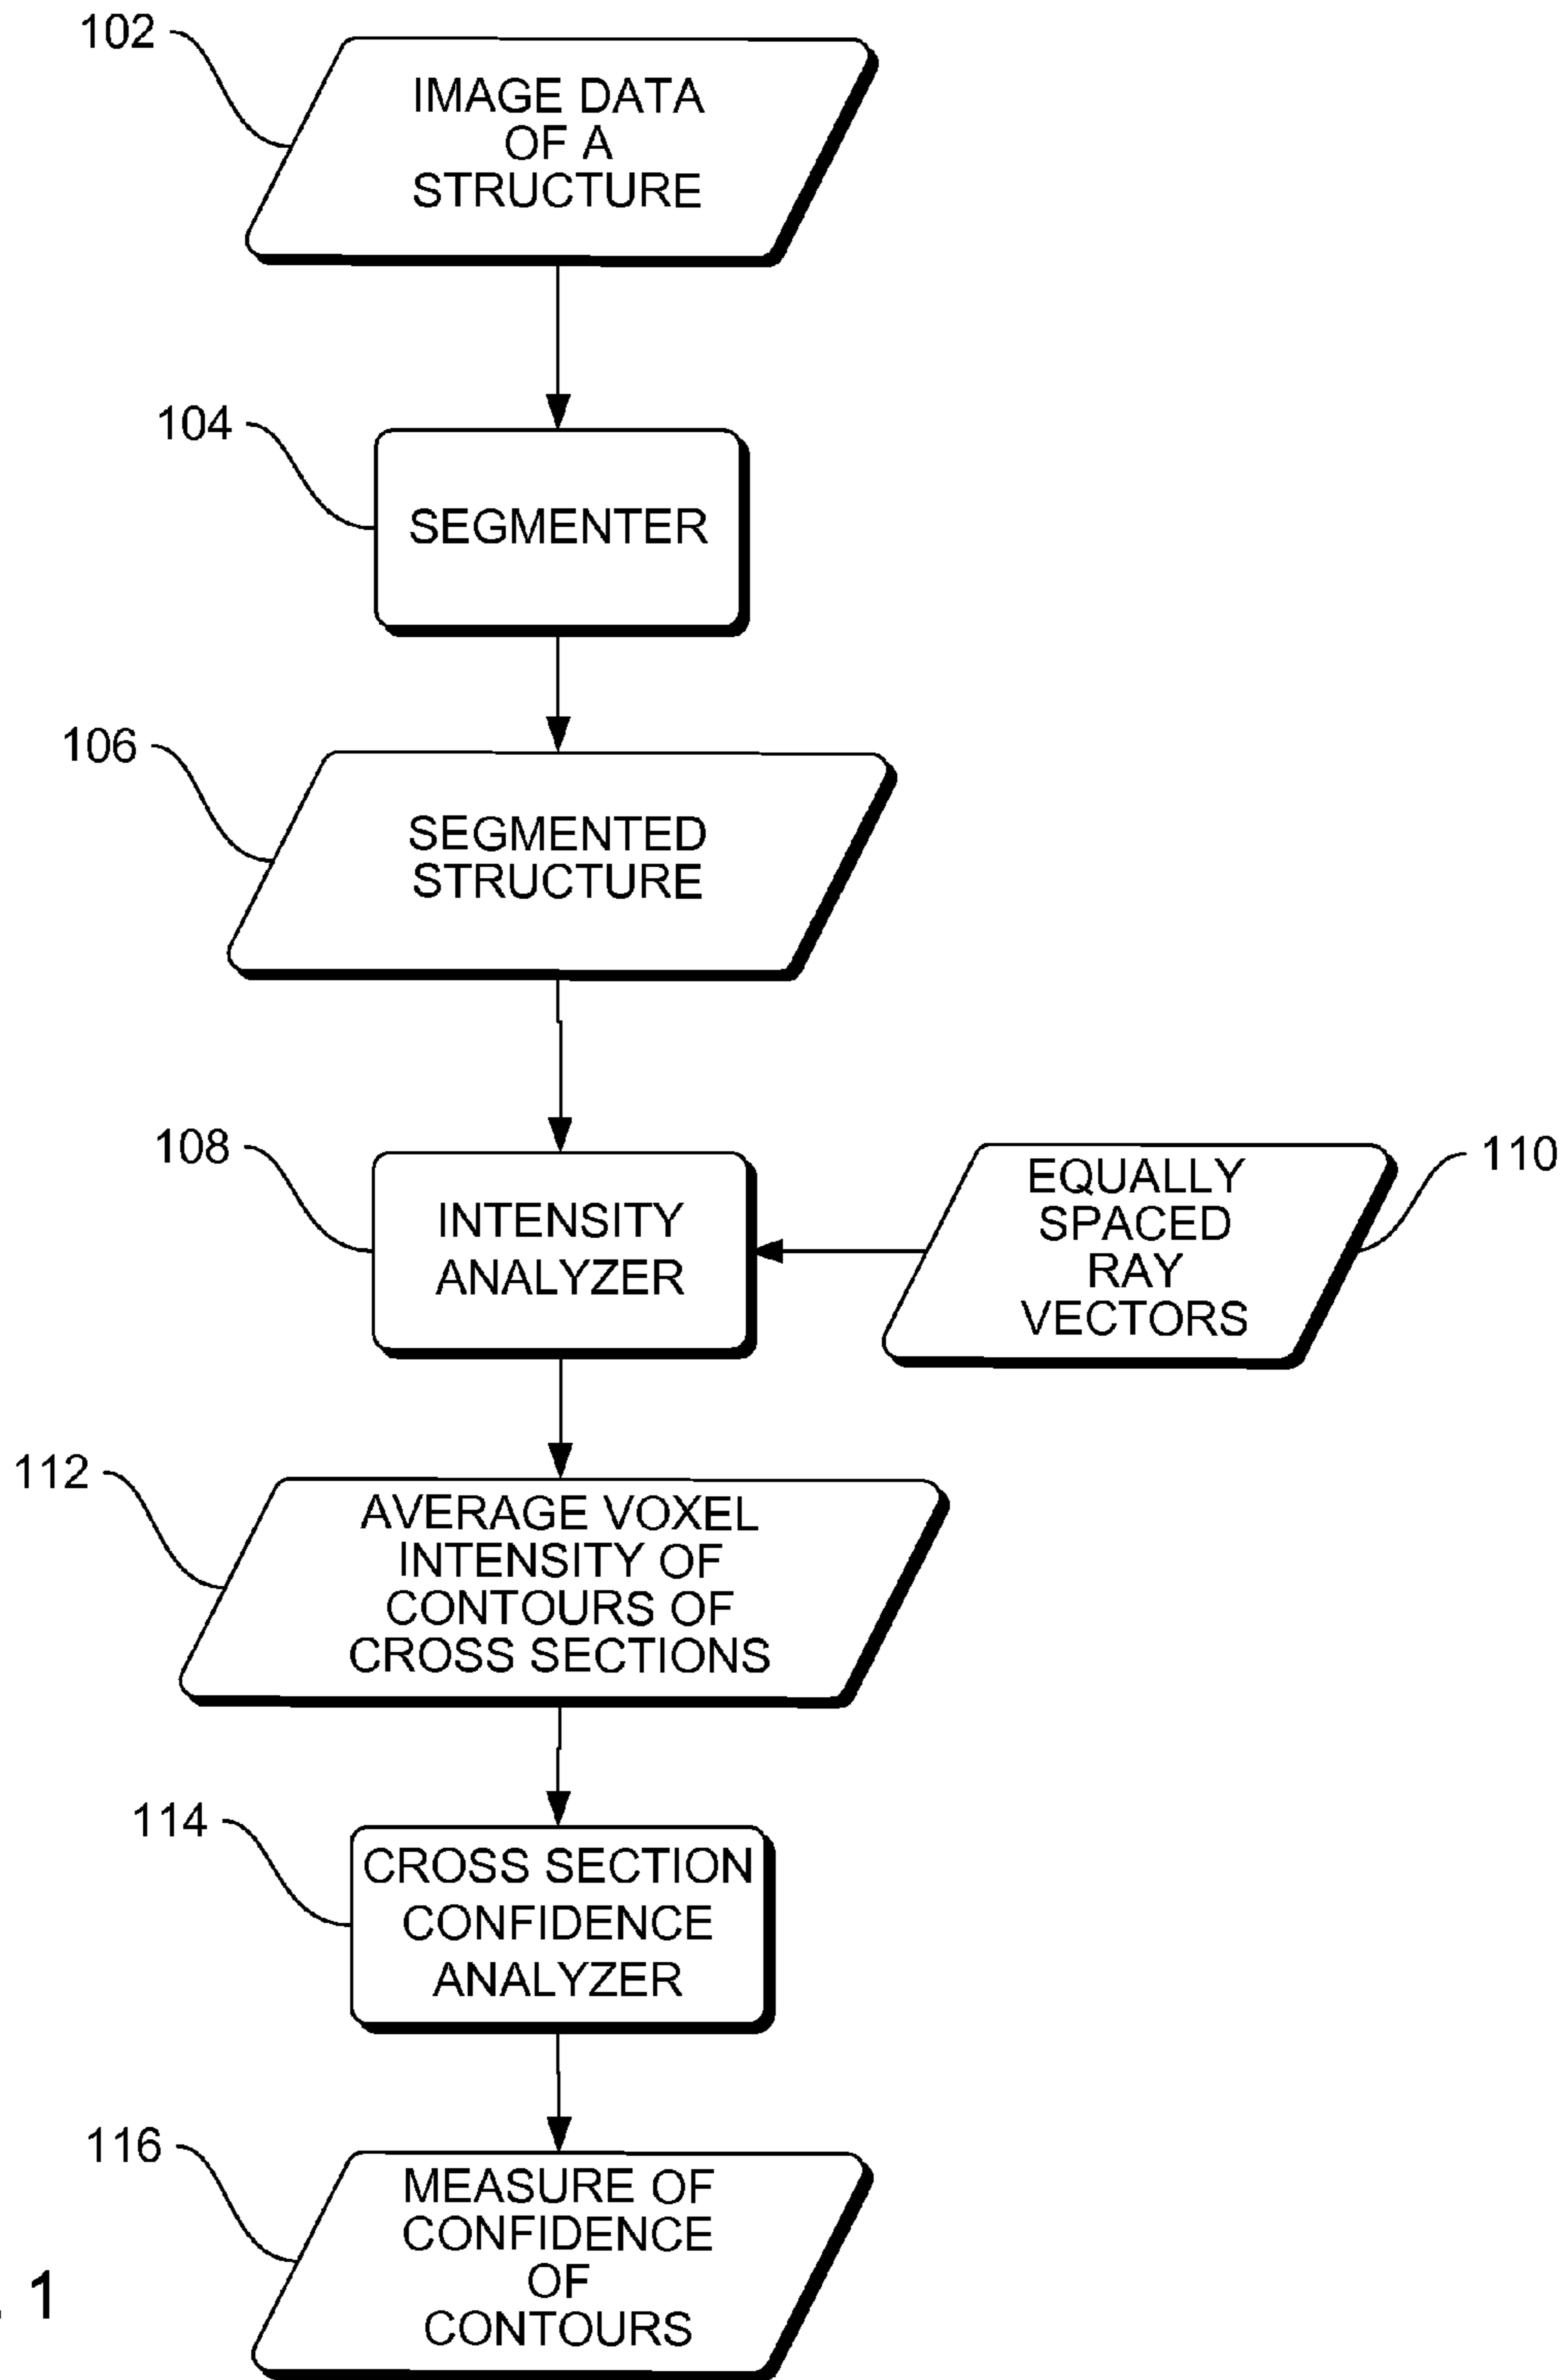 102
IMAGE DATA
OF A
STRUCTURE
104
SEGMENTER
106
SEGMENTED
STRUCTURE
108
INTENSITY
ANALYZER
EQUALLY
SPACED
RAY
VECTORS
110
112
AVERAGE VOXEL
INTENSITY OF
CONTOURS OF
CROSS SECTIONS
114
CROSS SECTION
CONFIDENCE
ANALYZER
116
MEASURE OF
CONFIDENCE
OF
CONTOURS
. 1